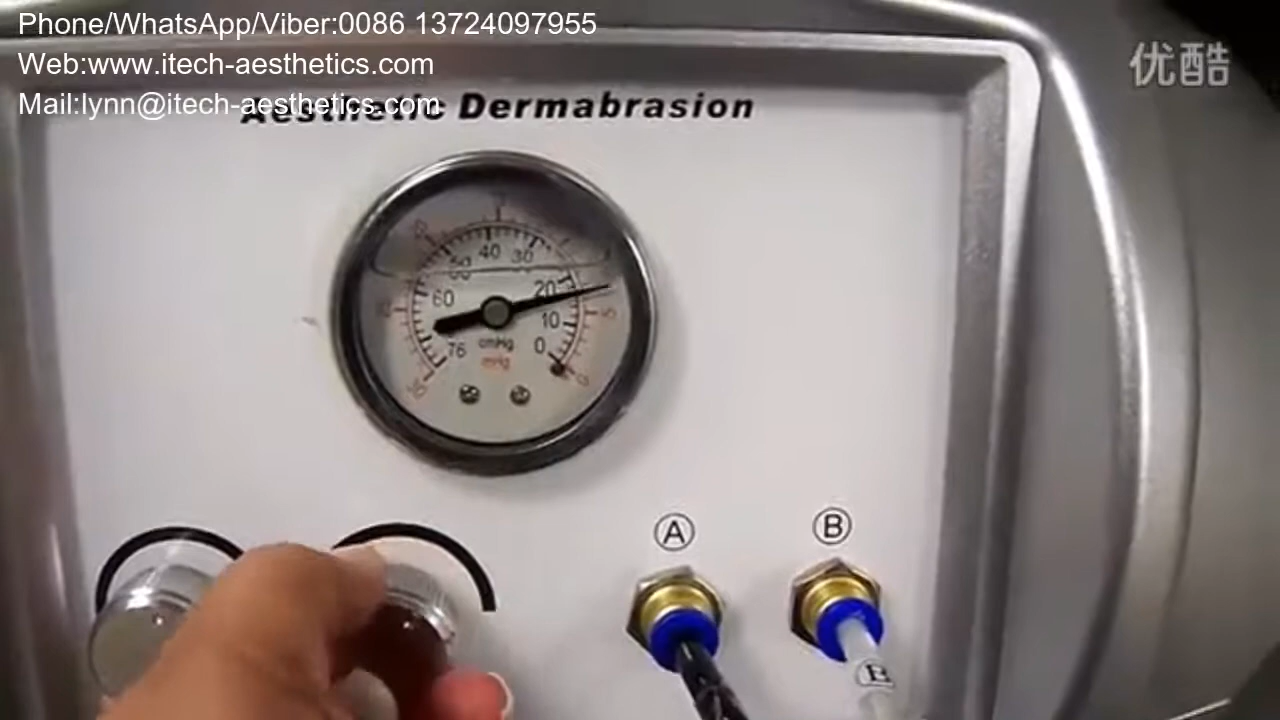 Phone/WhatsApp/Viber:0086 13724097955
优酷
Web:www.itech-aesthetics.com
Mail:lynn@itech-aesthetics.com
Aesthetic Dermabrasion
40
50 30
60 20
10
76 cmHg 0
A B
B